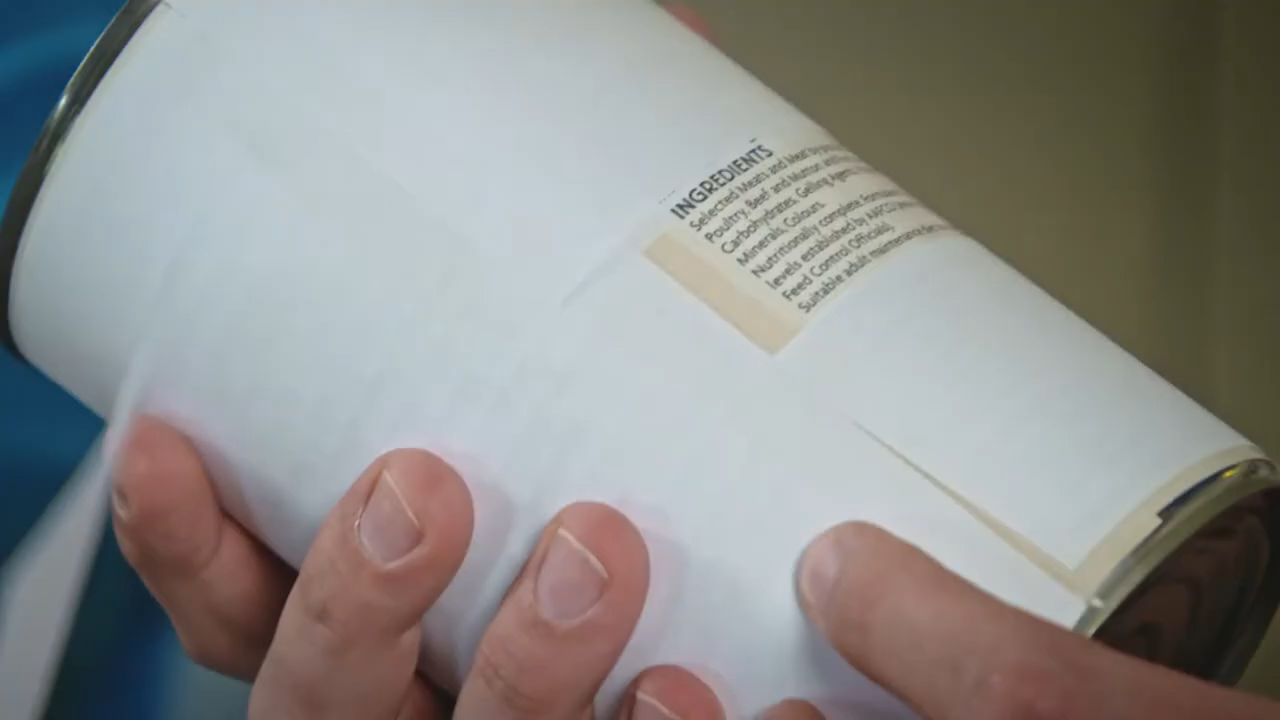 INGREDIENTS
Selected Meats and Meat
Poultry, Beef and Mutton and
Carbohydrates, Gelling Agent
Minerals, Colours.
Nutritionally complete
levels established by AAFCO
Feed Control Officials).
Suitable adult maintenance